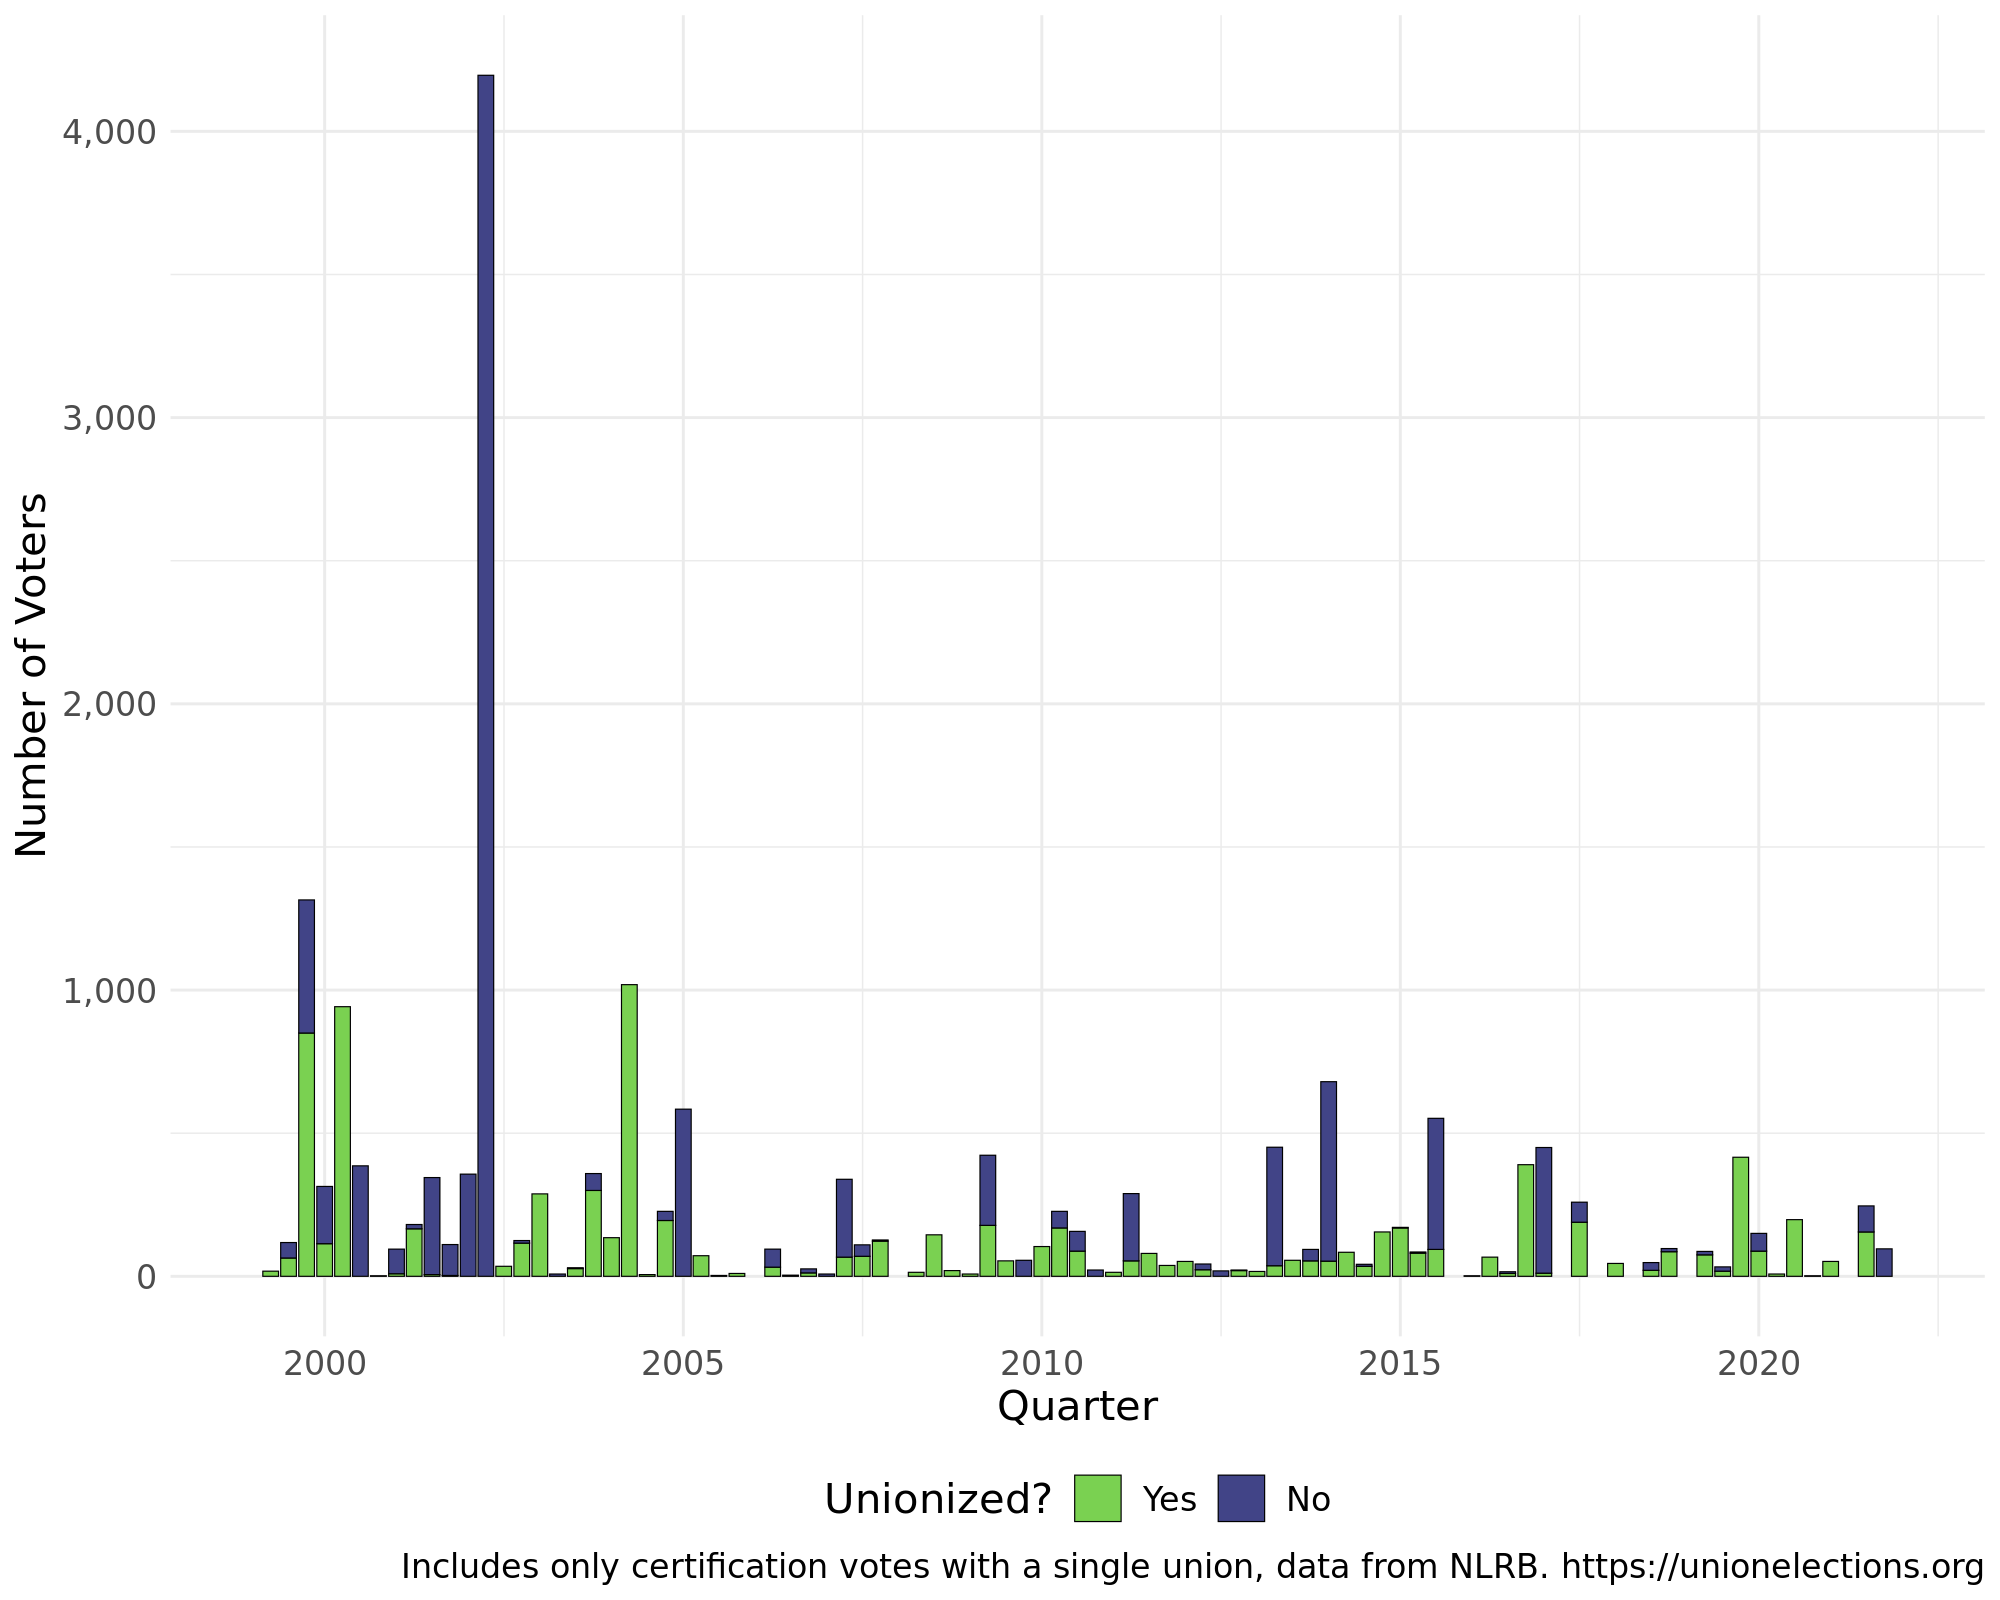 4,000
3,000
2,000
1,000
0
Number of Voters
2000 2005 2010 2015 2020
Quarter
Unionized? Yes No
Includes only certification votes with a single union, data from NLRB. https://unionelections.org